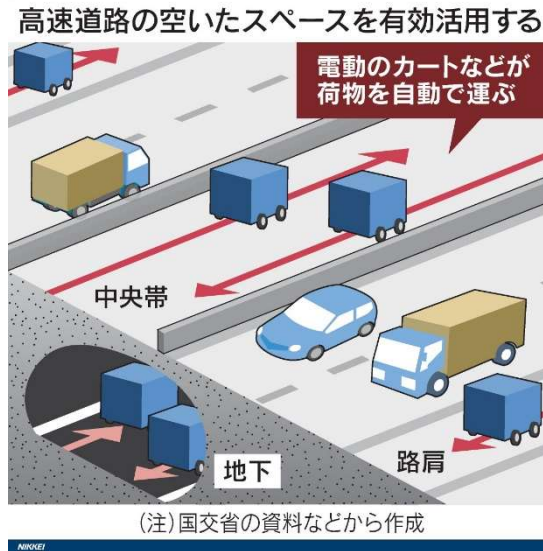 高速道路の空いたスペースを有効活用する
電動のカートなどが
荷物を自動で運ぶ
中央帯
地下
路肩
(注)国交省の資料などから作成
NIKKEI